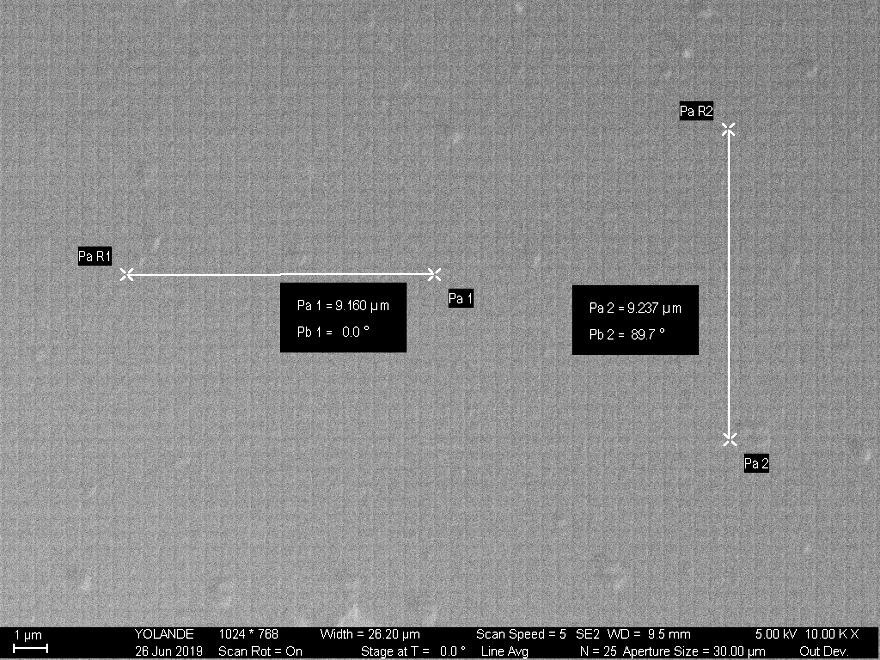 Pa R2
Pa R1
Pa 1
Pa 1 = 9.160 µm
Pb 1 = 0.0 °
Pa 2 = 9.237 µm
Pb 2 = 89.7 °
Pa 2
1 µm YOLANDE 1024 * 768 Width = 26.20 µm Scan Speed = 5 SE2 WD = 9.5 mm 5.00 kV 10.00 K X
26 Jun 2019 Scan Rot = On Stage at T = 0.0 ° Line Avg N = 25 Aperture Size = 30.00 µm Out Dev.